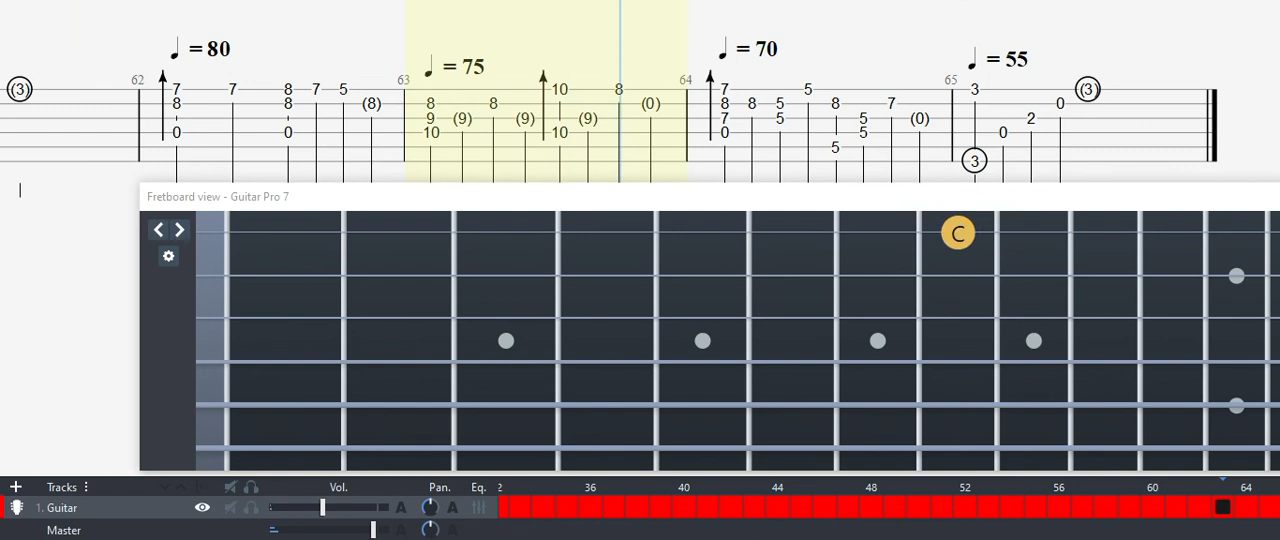 = 80
= 75
= 70
= 55
62 63 64 65
(3) 7 7 8 7 5 10 8 7 5 3 (3)
8 8 (8) 8 8 (0) 8 8 5 8 7 0
9 (9) (9) (9) 7 5 5 (0) 2
0 0 10 10 0 5 0
5
3
Fretboard view - Guitar Pro 7
C
Tracks Vol. Pan. Eq. 2 36 40 44 48 52 56 60 64
1. Guitar A A
Master A A